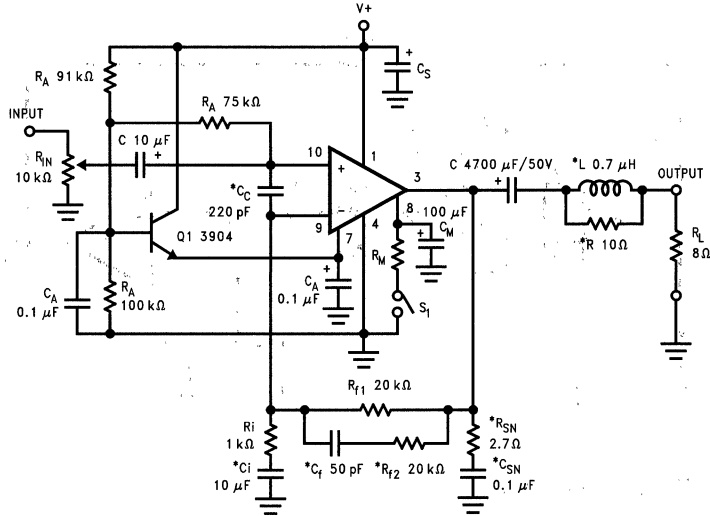 V+
R_A 91 kΩ
+
C_S
INPUT
R_A 75 kΩ
C 10 μF
+
R_IN
10 kΩ
10
+
1
3
C 4700 μF/50V
+
*L 0.7 μH
OUTPUT
*C_C
220 pF
−
9
7
4
8
100 μF
+
C_M
*R 10Ω
Q1 3904
R_M
R_L
8Ω
C_A
0.1 μF
R_A
100 kΩ
+
C_A
0.1 μF
S_1
R_f1 20 kΩ
Ri
1 kΩ
*Ci
10 μF
*C_f 50 pF
*R_f2 20 kΩ
*R_SN
2.7Ω
*C_SN
0.1 μF